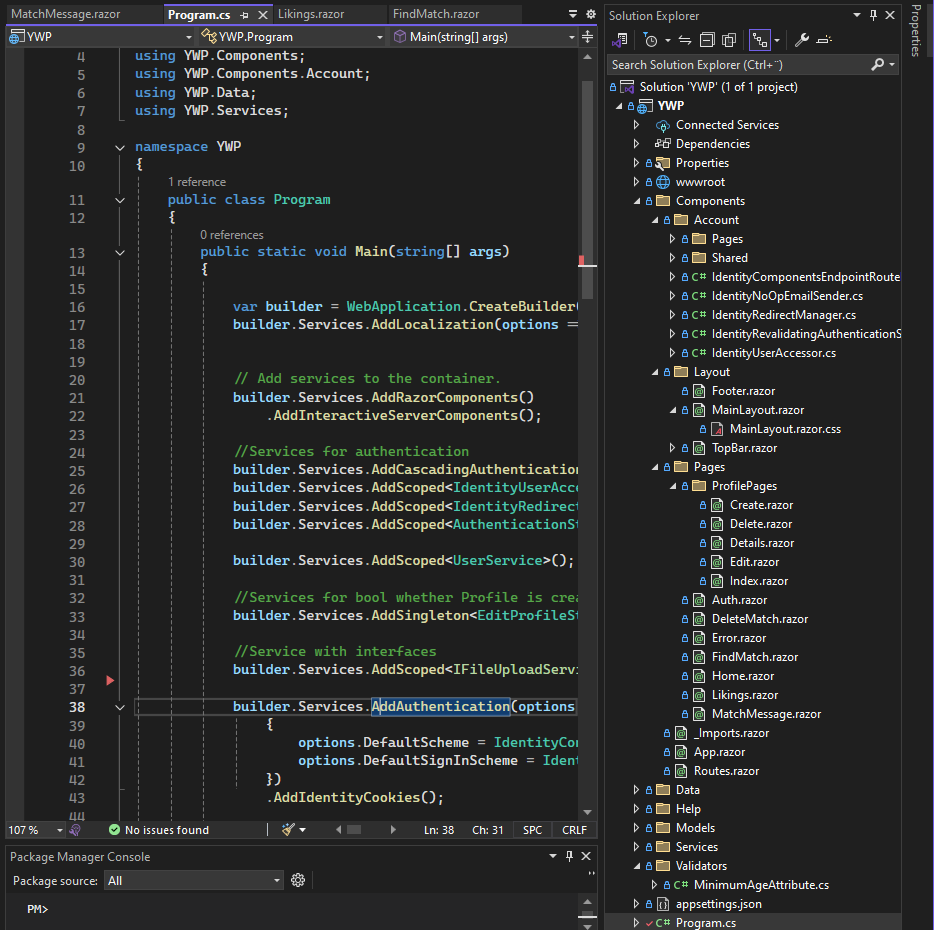 MatchMessage.razor
Program.cs
Likings.razor
FindMatch.razor
YWP
YWP.Program
Main(string[] args)
4 using YWP.Components;
5 using YWP.Components.Account;
6 using YWP.Data;
7 using YWP.Services;
8
9 namespace YWP
10 {
1 reference
11 public class Program
12 {
0 references
13 public static void Main(string[] args)
14 {
15
16 var builder = WebApplication.CreateBuilder(
17 builder.Services.AddLocalization(options =
18
19
20 // Add services to the container.
21 builder.Services.AddRazorComponents()
22 .AddInteractiveServerComponents();
23
24 //Services for authentication
25 builder.Services.AddCascadingAuthentication
26 builder.Services.AddScoped<IdentityUserAcce
27 builder.Services.AddScoped<IdentityRedirect
28 builder.Services.AddScoped<AuthenticationSt
29
30 builder.Services.AddScoped<UserService>();
31
32 //Services for bool whether Profile is crea
33 builder.Services.AddSingleton<EditProfileSt
34
35 //Service with interfaces
36 builder.Services.AddScoped<IFileUploadServi
37
38 builder.Services.AddAuthentication(options
39 {
40 options.DefaultScheme = IdentityCon
41 options.DefaultSignInScheme = Ident
42 })
43 .AddIdentityCookies();
44
107 %
No issues found
Ln: 38
Ch: 31
SPC
CRLF
Package Manager Console
Package source: All
PM>
Solution Explorer
Search Solution Explorer (Ctrl+¨)
Solution 'YWP' (1 of 1 project)
YWP
Connected Services
Dependencies
Properties
wwwroot
Components
Account
Pages
Shared
C# IdentityComponentsEndpointRoute
C# IdentityNoOpEmailSender.cs
C# IdentityRedirectManager.cs
C# IdentityRevalidatingAuthenticationS
C# IdentityUserAccessor.cs
Layout
Footer.razor
MainLayout.razor
MainLayout.razor.css
TopBar.razor
Pages
ProfilePages
Create.razor
Delete.razor
Details.razor
Edit.razor
Index.razor
Auth.razor
DeleteMatch.razor
Error.razor
FindMatch.razor
Home.razor
Likings.razor
MatchMessage.razor
_Imports.razor
App.razor
Routes.razor
Data
Help
Models
Services
Validators
C# MinimumAgeAttribute.cs
appsettings.json
C# Program.cs
Properties